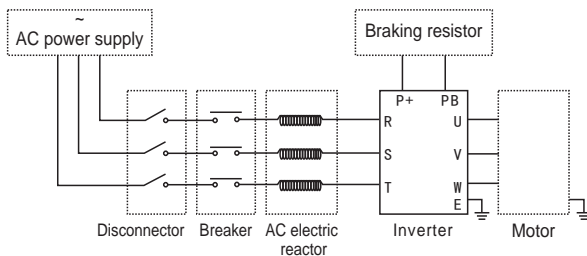 ~
AC power supply
Braking resistor
P+ PB
R U
S V
T W
E
Disconnector Breaker AC electric reactor Inverter Motor